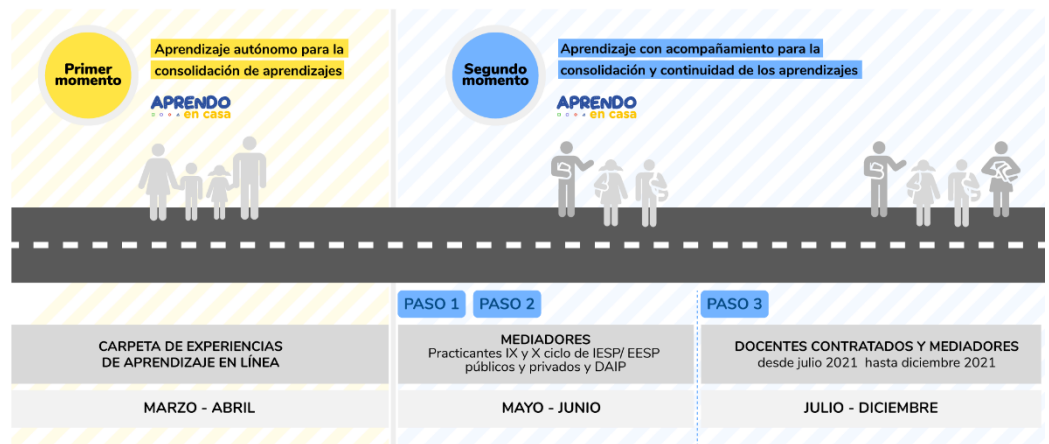 Primer
momento
Aprendizaje autónomo para la
consolidación de aprendizajes
APRENDO
en casa
Segundo
momento
Aprendizaje con acompañamiento para la
consolidación y continuidad de los aprendizajes
APRENDO
en casa
PASO 1
PASO 2
PASO 3
CARPETA DE EXPERIENCIAS
DE APRENDIZAJE EN LÍNEA
MEDIADORES
Practicantes IX y X ciclo de IESP/ EESP
públicos y privados y DAIP
DOCENTES CONTRATADOS Y MEDIADORES
desde julio 2021 hasta diciembre 2021
MARZO - ABRIL
MAYO - JUNIO
JULIO - DICIEMBRE